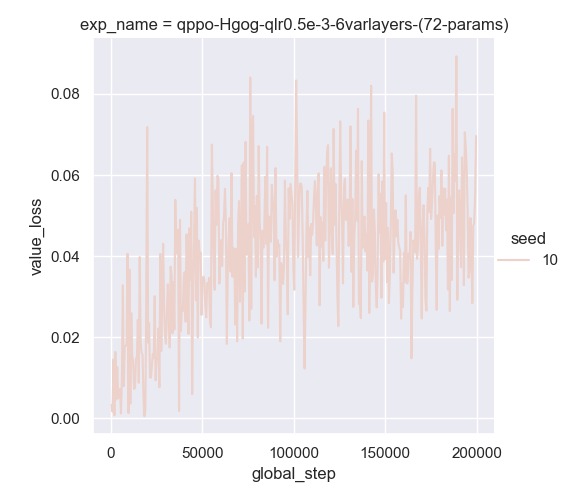 exp_name = qppo-Hgog-qlr0.5e-3-6varlayers-(72-params)
0.08
0.06
0.04
0.02
0.00
value_loss
0 50000 100000 150000 200000
global_step
seed
10